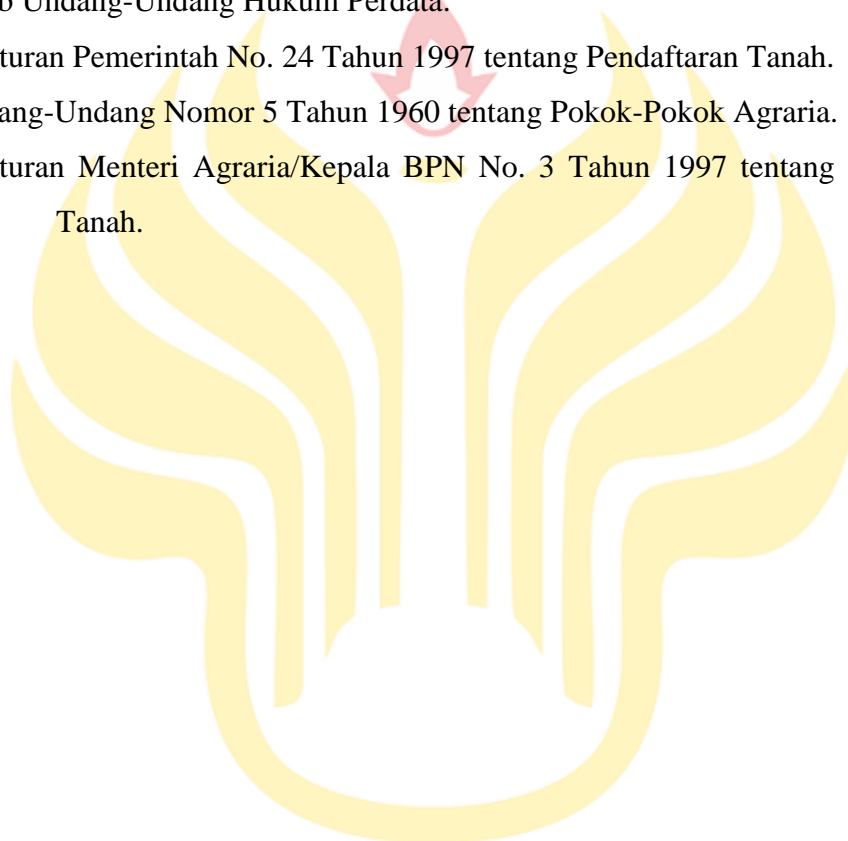 b Undang-Undang Hukum Perdata.
turan Pemerintah No. 24 Tahun 1997 tentang Pendaftaran Tanah.
ang-Undang Nomor 5 Tahun 1960 tentang Pokok-Pokok Agraria.
turan Menteri Agraria/Kepala BPN No. 3 Tahun 1997 tentang
Tanah.